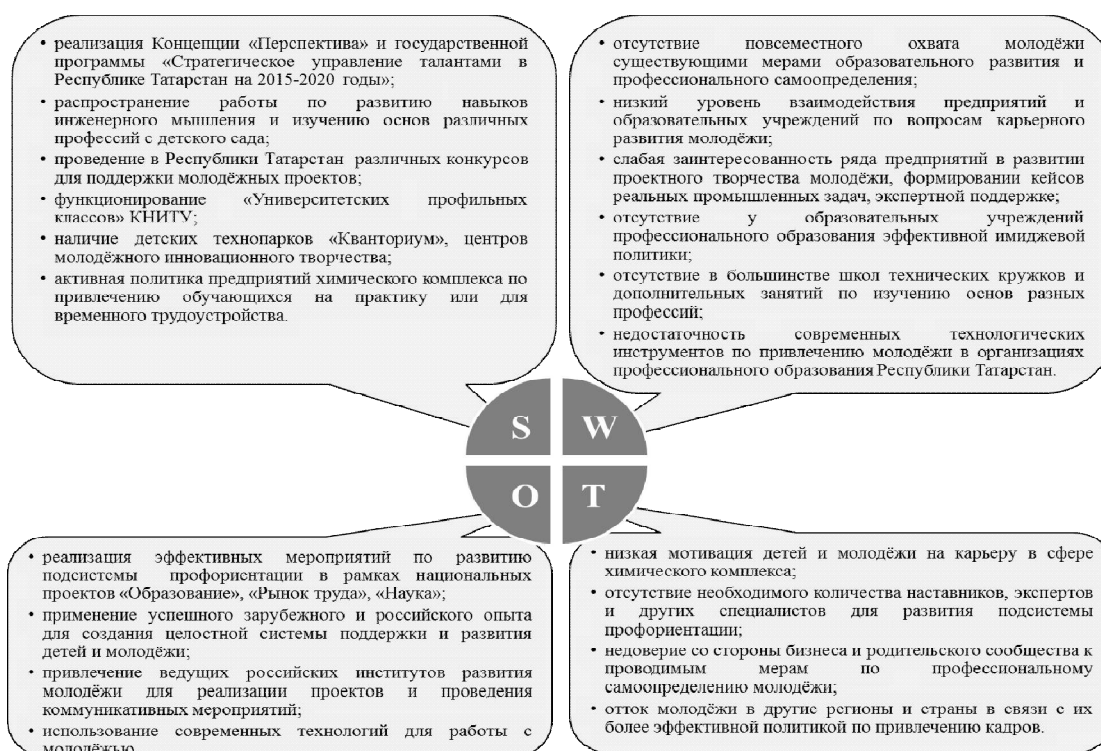 • реализация Концепции «Перспектива» и государственной
программы «Стратегическое управление талантами в
Республике Татарстан на 2015-2020 годы»;
• распространение работы по развитию навыков
инженерного мышления и изучению основ различных
профессий с детского сада;
• проведение в Республики Татарстан различных конкурсов
для поддержки молодёжных проектов;
• функционирование «Университетских профильных
классов» КНИТУ;
• наличие детских технопарков «Кванториум», центров
молодёжного инновационного творчества;
• активная политика предприятий химического комплекса по
привлечению обучающихся на практику или для
временного трудоустройства.
• отсутствие повсеместного охвата молодёжи
существующими мерами образовательного развития и
профессионального самоопределения;
• низкий уровень взаимодействия предприятий и
образовательных учреждений по вопросам карьерного
развития молодёжи;
• слабая заинтересованность ряда предприятий в развитии
проектного творчества молодёжи, формировании кейсов
реальных промышленных задач, экспертной поддержке;
• отсутствие у образовательных учреждений
профессионального образования эффективной имиджевой
политики;
• отсутствие в большинстве школ технических кружков и
дополнительных занятий по изучению основ разных
профессий;
• недостаточность современных технологических
инструментов по привлечению молодёжи в организациях
профессионального образования Республики Татарстан.
S W
O T
• реализация эффективных мероприятий по развитию
подсистемы профориентации в рамках национальных
проектов «Образование», «Рынок труда», «Наука»;
• применение успешного зарубежного и российского опыта
для создания целостной системы поддержки и развития
детей и молодёжи;
• привлечение ведущих российских институтов развития
молодёжи для реализации проектов и проведения
коммуникативных мероприятий;
• использование современных технологий для работы с
молодёжью
• низкая мотивация детей и молодёжи на карьеру в сфере
химического комплекса;
• отсутствие необходимого количества наставников, экспертов
и других специалистов для развития подсистемы
профориентации;
• недоверие со стороны бизнеса и родительского сообщества к
проводимым мерам по профессиональному
самоопределению молодёжи;
• отток молодёжи в другие регионы и страны в связи с их
более эффективной политикой по привлечению кадров.